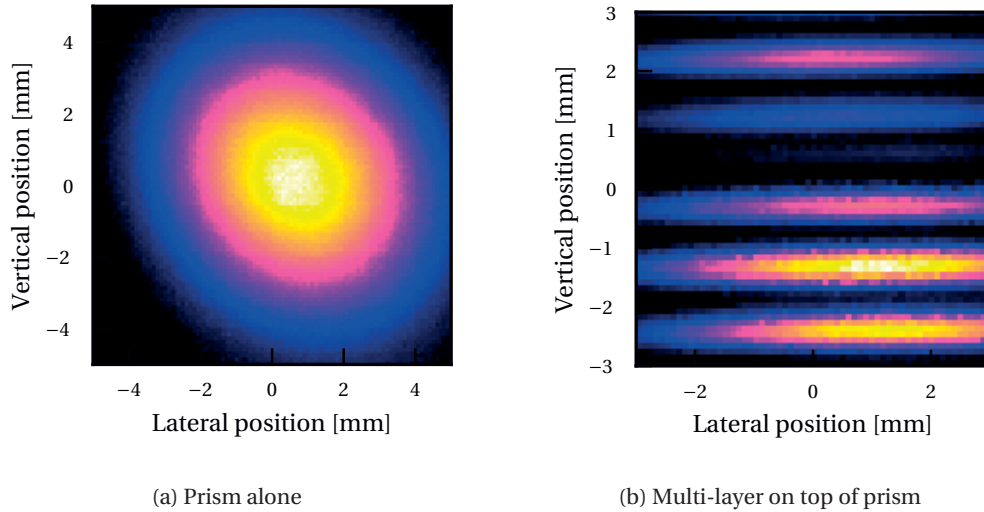 4
2
0
−2
−4
Vertical position [mm]
−4 −2 0 2 4
Lateral position [mm]
(a) Prism alone
3
2
1
0
−1
−2
−3
Vertical position [mm]
−2 0 2
Lateral position [mm]
(b) Multi-layer on top of prism